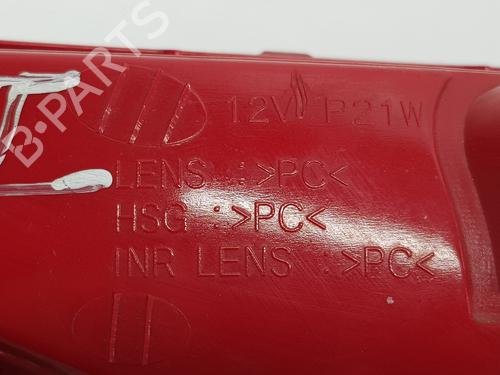 12V P21W
B-PARTS
LENS :>PC<
HSG :>PC<
INR LENS :>PC<